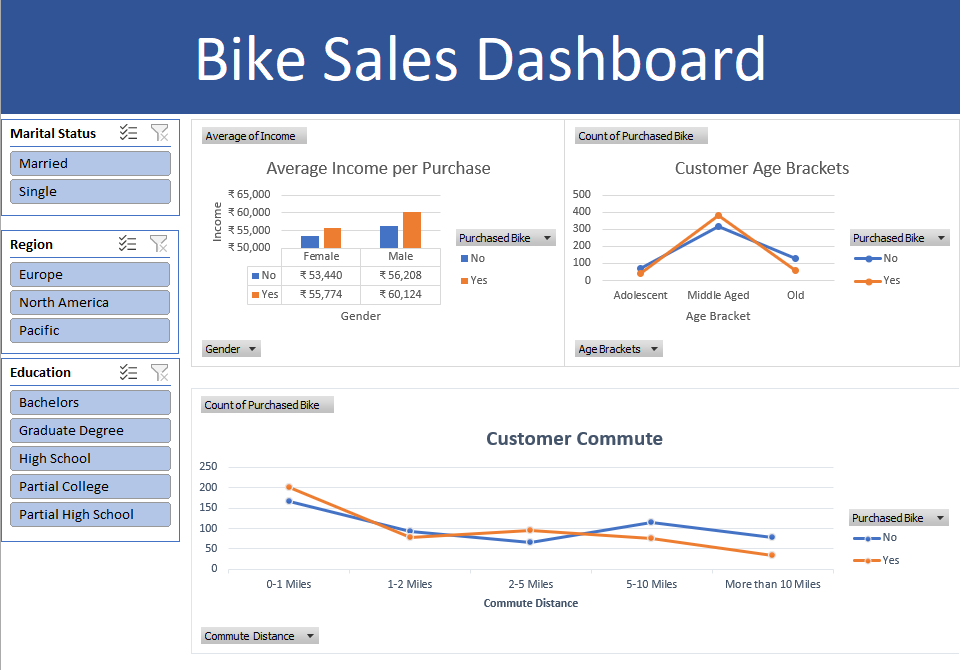 Bike Sales Dashboard
Marital Status
Married
Single
Region
Europe
North America
Pacific
Education
Bachelors
Graduate Degree
High School
Partial College
Partial High School
Average of Income
Average Income per Purchase
₹ 65,000
₹ 60,000
₹ 55,000
₹ 50,000
Income
Female Male
No ₹ 53,440 ₹ 56,208
Yes ₹ 55,774 ₹ 60,124
Gender
Purchased Bike
No
Yes
Gender
Count of Purchased Bike
Customer Age Brackets
500
400
300
200
100
0
Adolescent Middle Aged Old
Age Bracket
Purchased Bike
No
Yes
Age Brackets
Count of Purchased Bike
Customer Commute
250
200
150
100
50
0
0-1 Miles 1-2 Miles 2-5 Miles 5-10 Miles More than 10 Miles
Commute Distance
Purchased Bike
No
Yes
Commute Distance